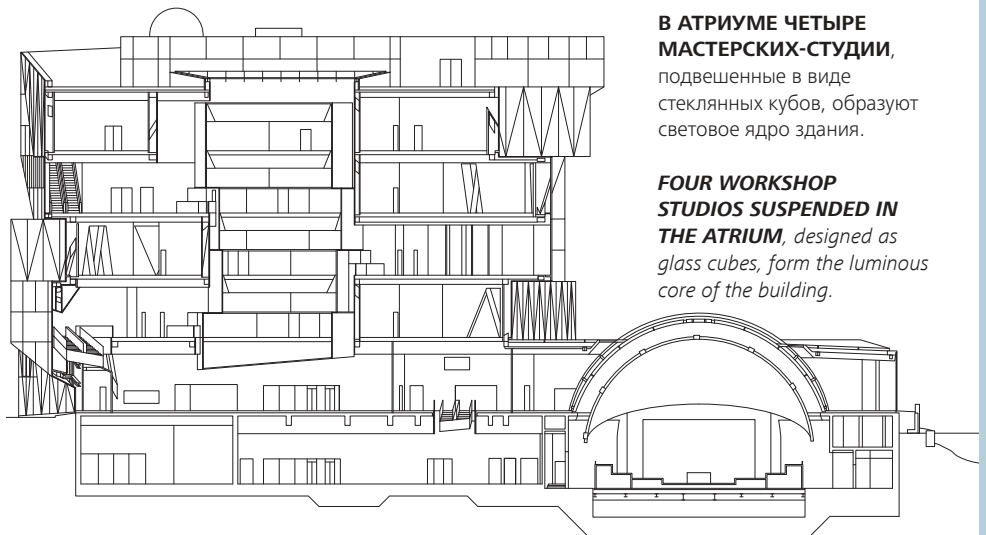 В АТРИУМЕ ЧЕТЫРЕ
МАСТЕРСКИХ-СТУДИИ,
подвешенные в виде
стеклянных кубов, образуют
световое ядро здания.
FOUR WORKSHOP
STUDIOS SUSPENDED IN
THE ATRIUM, designed as
glass cubes, form the luminous
core of the building.